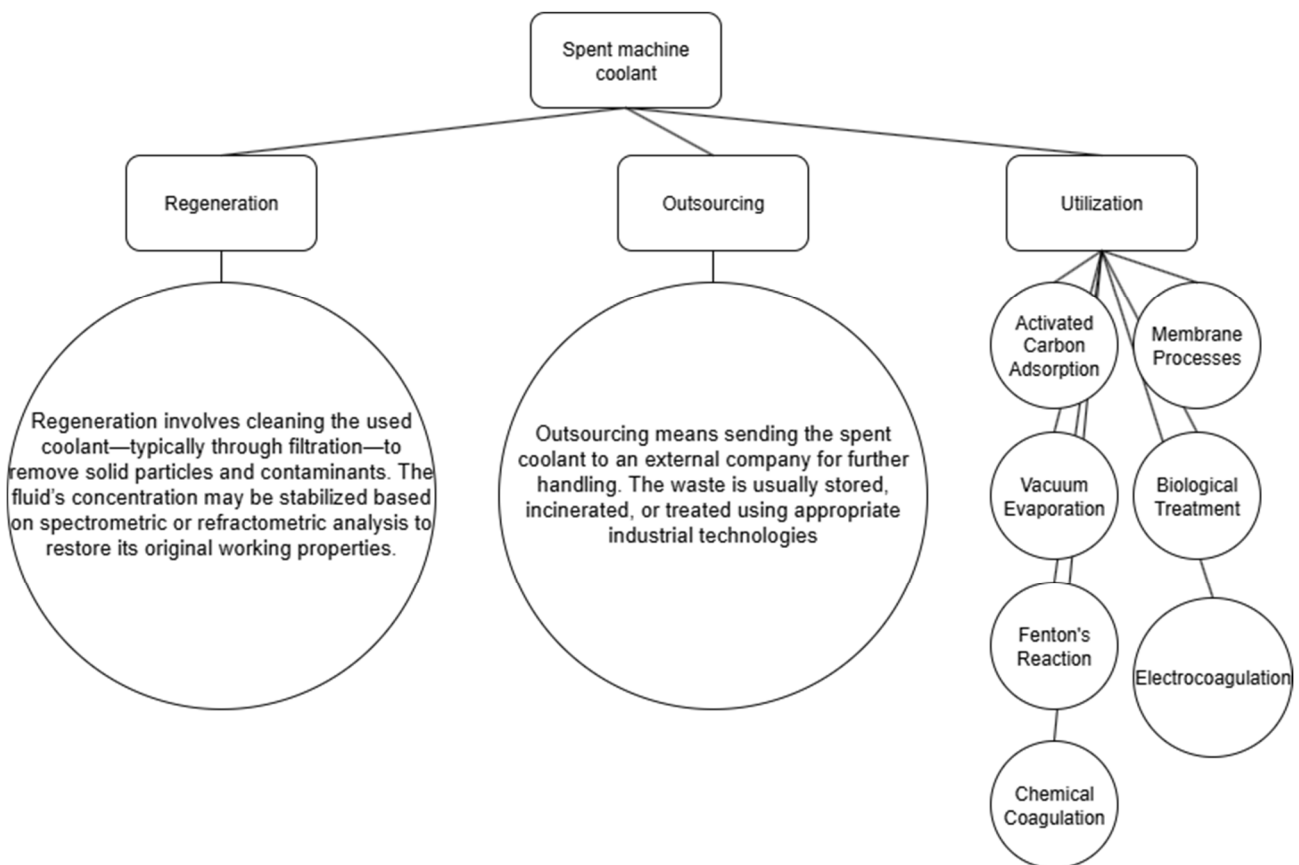 Spent machine
coolant
Regeneration
Outsourcing
Utilization
Regeneration involves cleaning the used
coolant—typically through filtration—to
remove solid particles and contaminants. The
fluid's concentration may be stabilized based
on spectrometric or refractometric analysis to
restore its original working properties.
Outsourcing means sending the spent
coolant to an external company for further
handling. The waste is usually stored,
incinerated, or treated using appropriate
industrial technologies
Activated
Carbon
Adsorption
Membrane
Processes
Vacuum
Evaporation
Biological
Treatment
Fenton's
Reaction
Electrocoagulation
Chemical
Coagulation